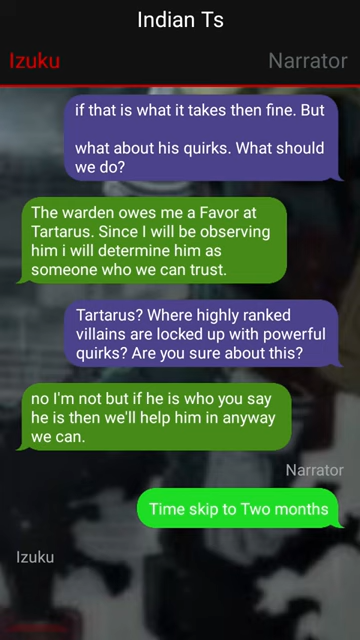 Indian Ts
Izuku
Narrator
if that is what it takes then fine. But
what about his quirks. What should
we do?
The warden owes me a Favor at
Tartarus. Since I will be observing
him i will determine him as
someone who we can trust.
Tartarus? Where highly ranked
villains are locked up with powerful
quirks? Are you sure about this?
no I'm not but if he is who you say
he is then we'll help him in anyway
we can.
Narrator
Time skip to Two months
Izuku